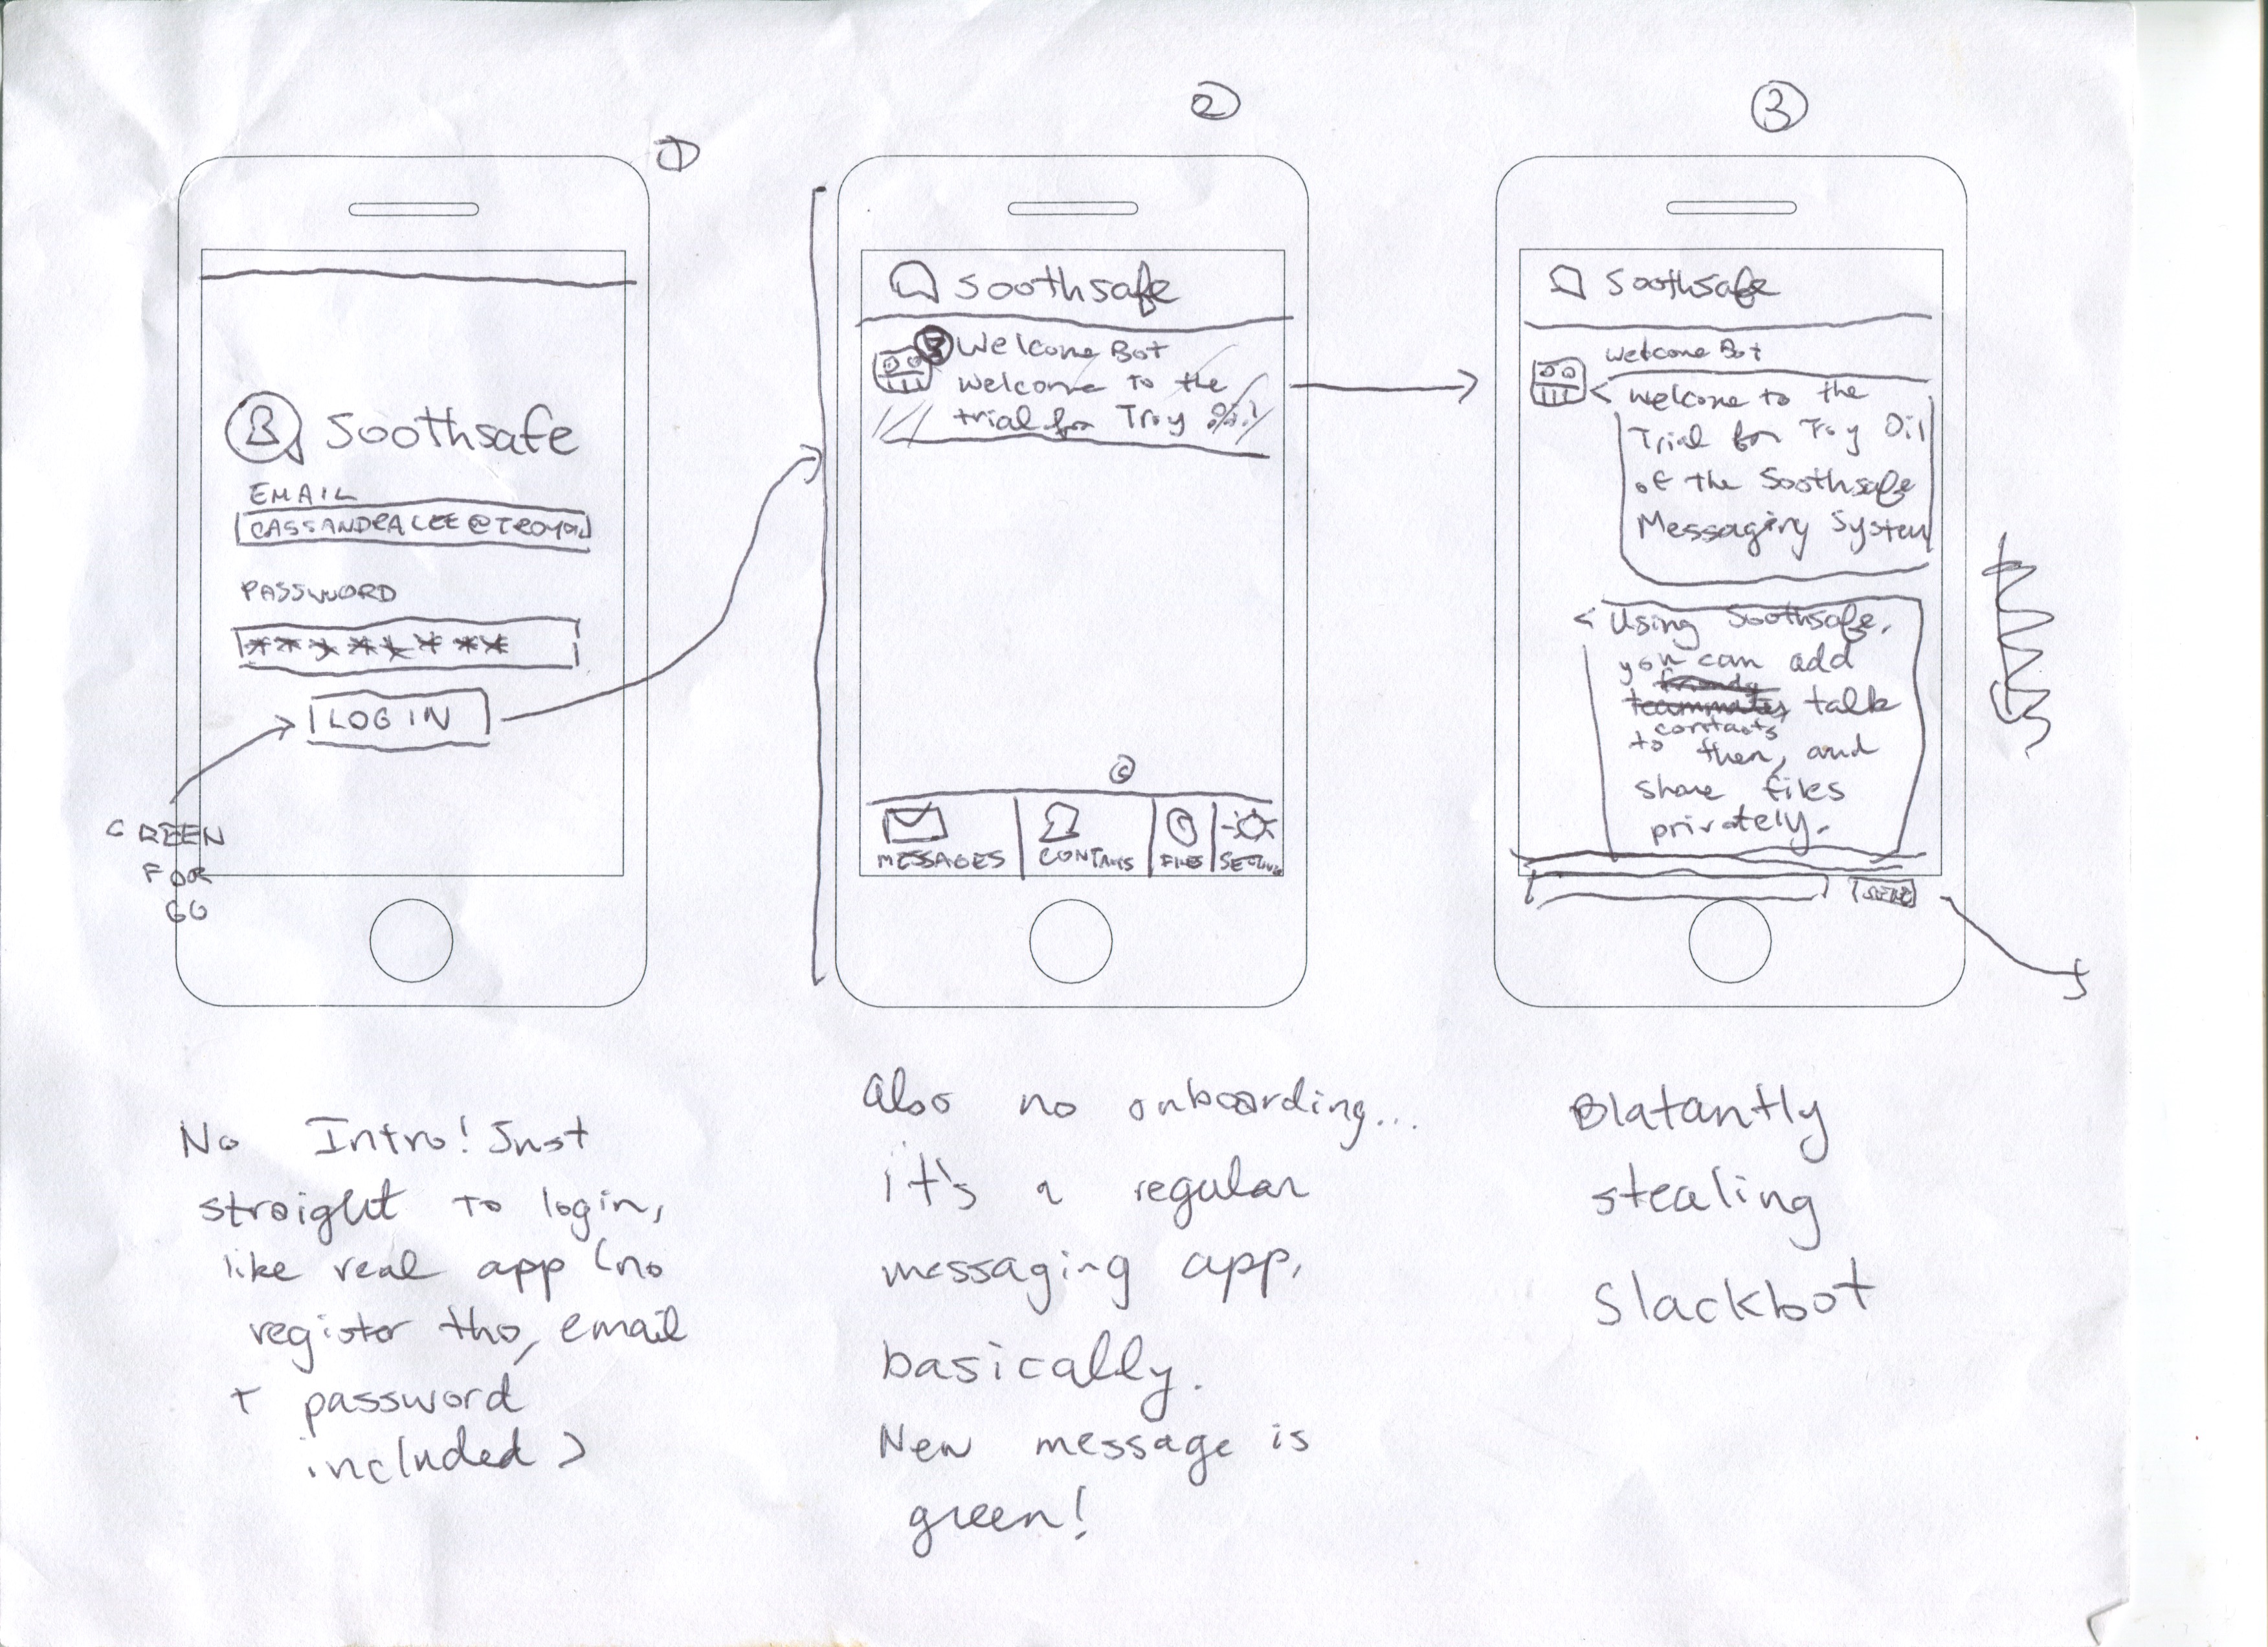 1
Soothsafe
EMAIL
CASSANDRALEE@TROYOIL
PASSWORD
*********
LOG IN
GREEN
FOR
GO
No Intro! Just
straight to login,
like real app (no
register tho, email
+ password
included)
2
Soothsafe
Welcome Bot
Welcome to the
trial for Troy Oil
MESSAGES
CONTACTS
FILES
Also no onboarding...
it's a regular
messaging app,
basically.
New message is
green!
3
Soothsafe
Welcome Bot
Welcome to the
Trial for Troy Oil
of the Soothsafe
Messaging System
Using Soothsafe,
you can add
friends
teammates, talk
contacts
to them, and
share files
privately.
SEND
Blatantly
stealing
Slackbot